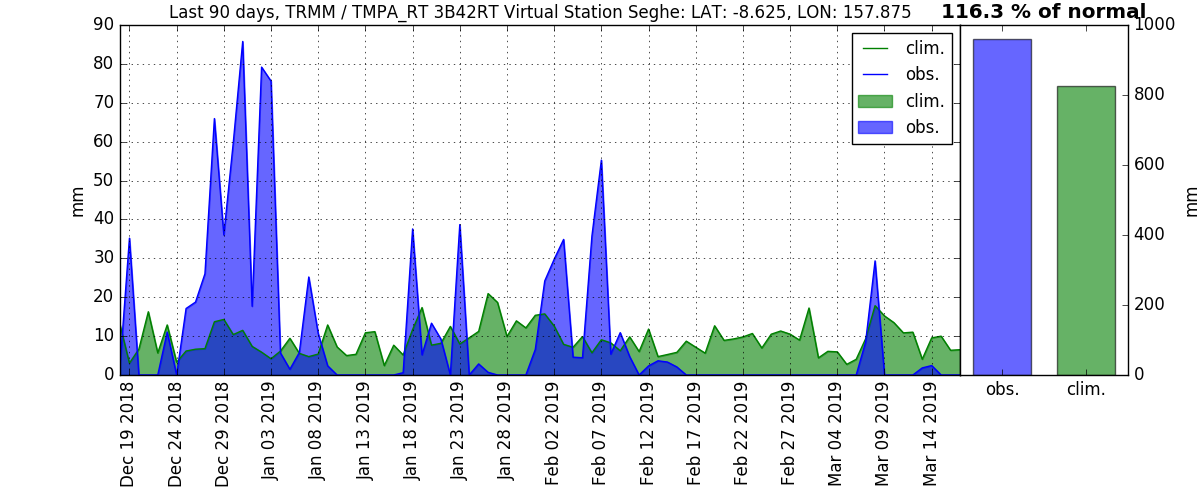 Last 90 days, TRMM / TMPA_RT 3B42RT Virtual Station Seghe: LAT: -8.625, LON: 157.875
116.3 % of normal
90
80
70
60
50
40
30
20
10
0
mm
clim.
obs.
clim.
obs.
1000
800
600
400
200
0
mm
Dec 19 2018
Dec 24 2018
Dec 29 2018
Jan 03 2019
Jan 08 2019
Jan 13 2019
Jan 18 2019
Jan 23 2019
Jan 28 2019
Feb 02 2019
Feb 07 2019
Feb 12 2019
Feb 17 2019
Feb 22 2019
Feb 27 2019
Mar 04 2019
Mar 09 2019
Mar 14 2019
obs.
clim.